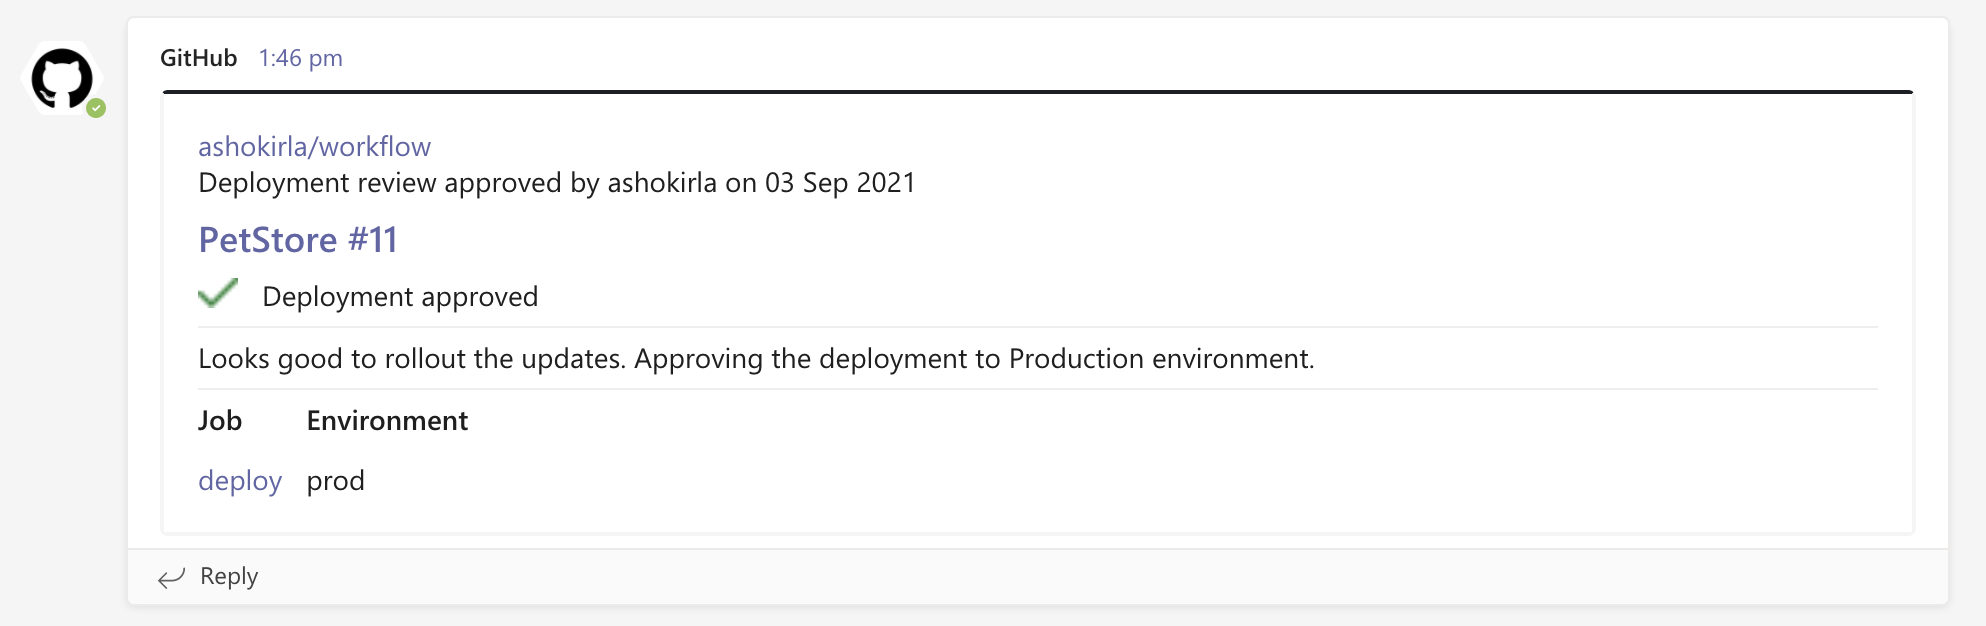 GitHub 1:46 pm
ashokirla/workflow
Deployment review approved by ashokirla on 03 Sep 2021
PetStore #11
Deployment approved
Looks good to rollout the updates. Approving the deployment to Production environment.
Job Environment
deploy prod
Reply